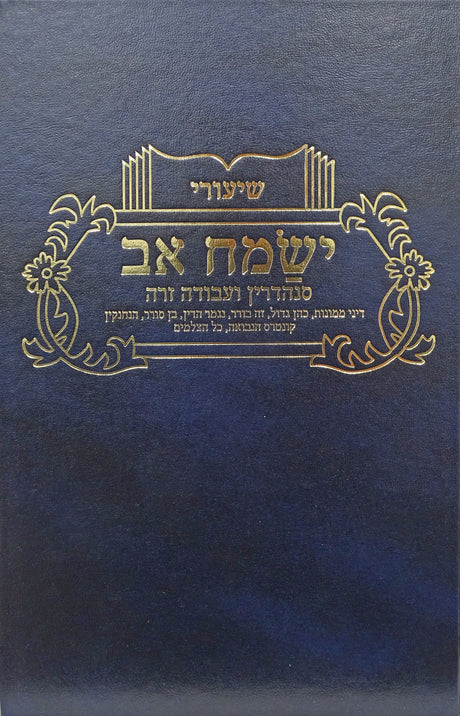 שיעורי
ישמח אב
סנהדרין ועבודה זרה
דיני ממונות, כהן גדול, זה בורר, נגמר הדין, בן סורר, הנחנקין
קונטרס הנבואה, כל הצלמים